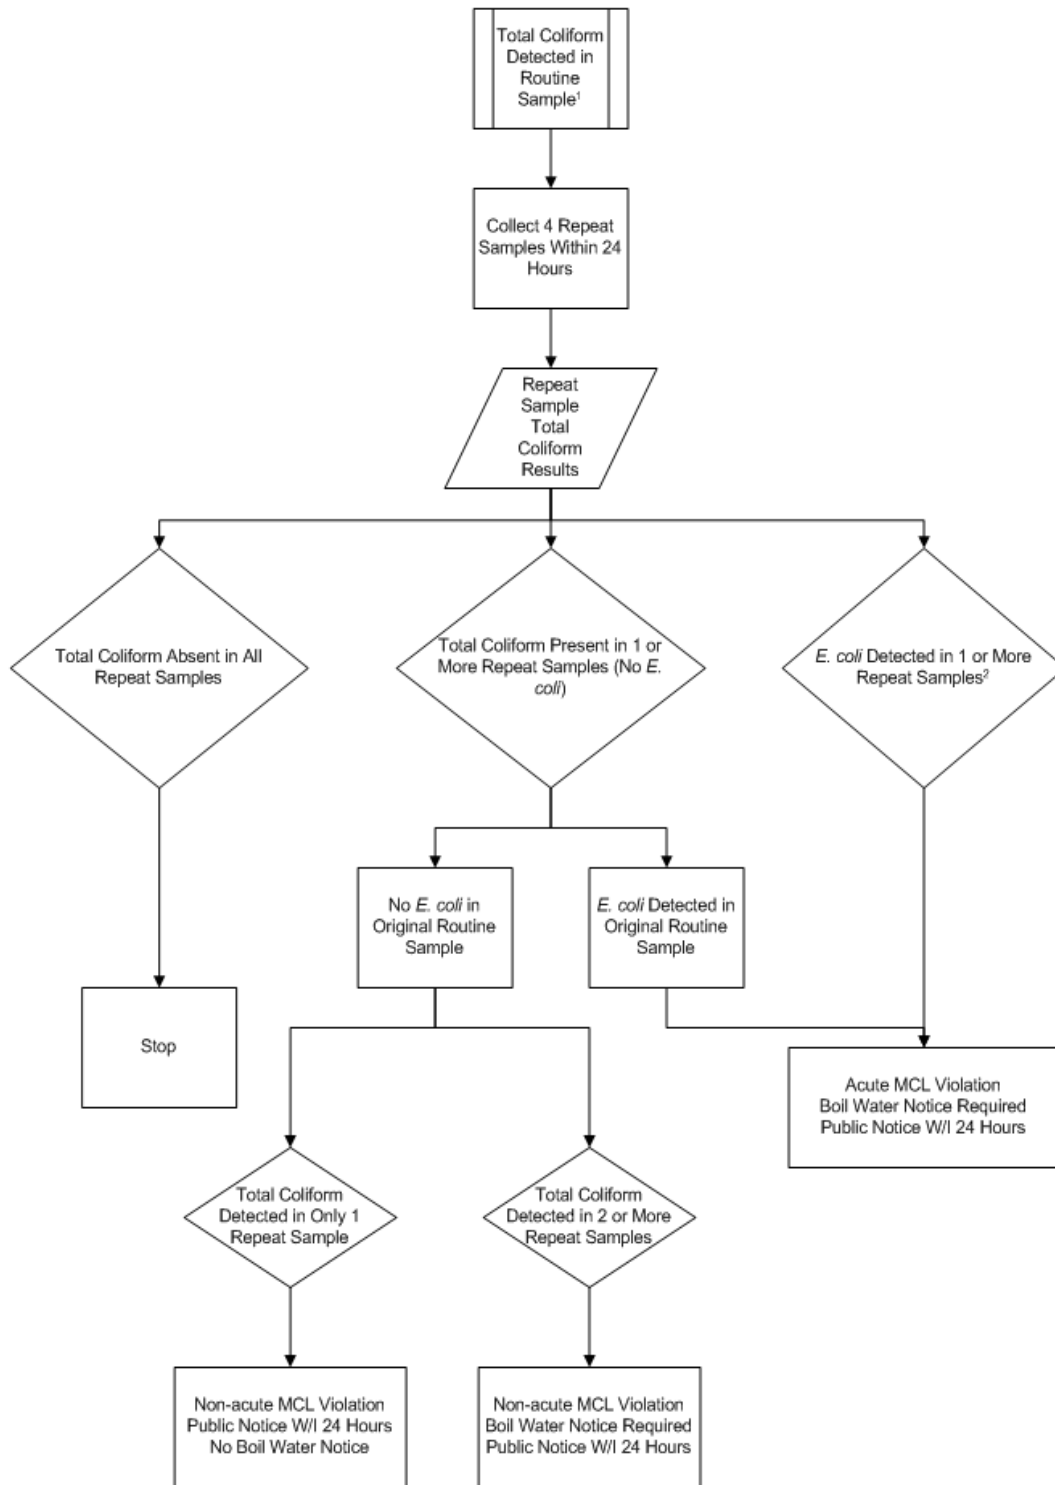 Total Coliform
Detected in
Routine
Sample¹
Collect 4 Repeat
Samples Within 24
Hours
Repeat
Sample
Total
Coliform
Results
Total Coliform Absent in All
Repeat Samples
Total Coliform Present in 1 or
More Repeat Samples (No E.
coli)
E. coli Detected in 1 or More
Repeat Samples²
No E. coli in
Original Routine
Sample
E. coli Detected in
Original Routine
Sample
Stop
Acute MCL Violation
Boil Water Notice Required
Public Notice W/I 24 Hours
Total Coliform
Detected in Only 1
Repeat Sample
Total Coliform
Detected in 2 or More
Repeat Samples
Non-acute MCL Violation
Public Notice W/I 24 Hours
No Boil Water Notice
Non-acute MCL Violation
Boil Water Notice Required
Public Notice W/I 24 Hours